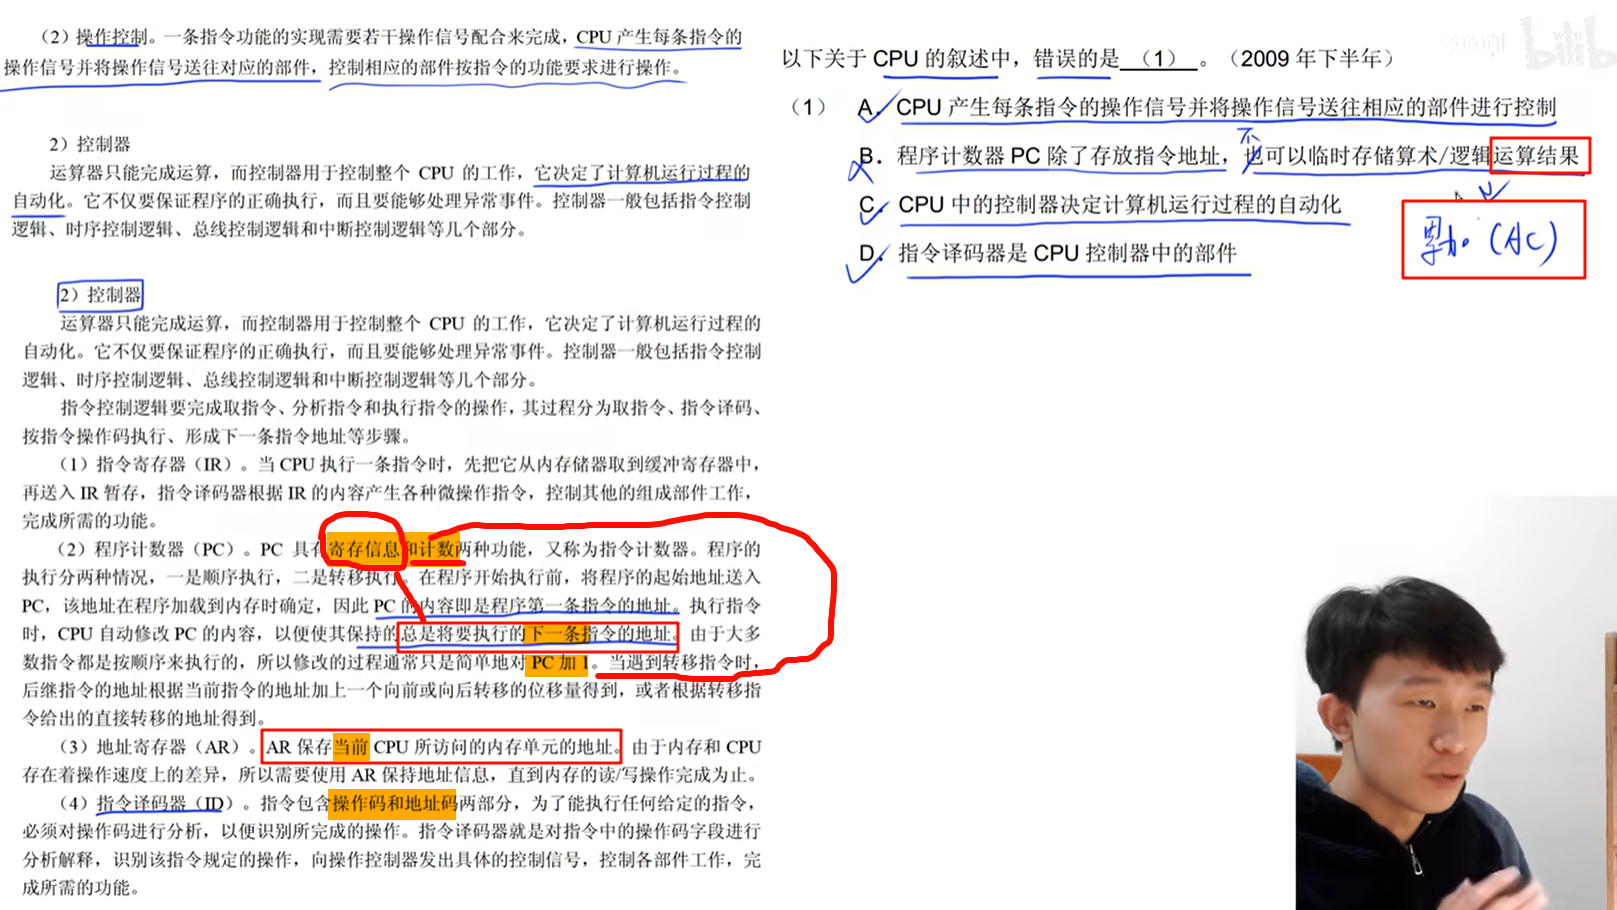 （2）操作控制。一条指令功能的实现需要若干操作信号配合来完成，CPU 产生每条指令的
操作信号并将操作信号送往对应的部件，控制相应的部件按指令的功能要求进行操作。
2）控制器
运算器只能完成运算，而控制器用于控制整个 CPU 的工作，它决定了计算机运行过程的
自动化。它不仅要保证程序的正确执行，而且要能够处理异常事件。控制器一般包括指令控制
逻辑、时序控制逻辑、总线控制逻辑和中断控制逻辑等几个部分。
2）控制器
运算器只能完成运算，而控制器用于控制整个 CPU 的工作，它决定了计算机运行过程的
自动化。它不仅要保证程序的正确执行，而且要能够处理异常事件。控制器一般包括指令控制
逻辑、时序控制逻辑、总线控制逻辑和中断控制逻辑等几个部分。
指令控制逻辑要完成取指令、分析指令和执行指令的操作，其过程分为取指令、指令译码、
按指令操作码执行、形成下一条指令地址等步骤。
（1）指令寄存器（IR）。当 CPU 执行一条指令时，先把它从内存储器取到缓冲寄存器中，
再送入 IR 暂存，指令译码器根据 IR 的内容产生各种微操作指令，控制其他的组成部件工作，
完成所需的功能。
（2）程序计数器（PC）。PC 具有寄存信息和计数两种功能，又称为指令计数器。程序的
执行分两种情况，一是顺序执行，二是转移执行。在程序开始执行前，将程序的起始地址送入
PC，该地址在程序加载到内存时确定，因此 PC 的内容即是程序第一条指令的地址。执行指令
时，CPU 自动修改 PC 的内容，以便使其保持的总是将要执行的下一条指令的地址。由于大多
数指令都是按顺序来执行的，所以修改的过程通常只是简单地对 PC 加 1。当遇到转移指令时，
后继指令的地址根据当前指令的地址加上一个向前或向后转移的位移量得到，或者根据转移指
令给出的直接转移的地址得到。
（3）地址寄存器（AR）。AR 保存当前 CPU 所访问的内存单元的地址。由于内存和 CPU
存在着操作速度上的差异，所以需要使用 AR 保持地址信息，直到内存的读/写操作完成为止。
（4）指令译码器（ID）。指令包含操作码和地址码两部分，为了能执行任何给定的指令，
必须对操作码进行分析，以便识别所完成的操作。指令译码器就是对指令中的操作码字段进行
分析解释，识别该指令规定的操作，向操作控制器发出具体的控制信号，控制各部件工作，完
成所需的功能。
bilib
以下关于 CPU 的叙述中，错误的是 （1） 。（2009 年下半年）
（1） A. CPU 产生每条指令的操作信号并将操作信号送往相应的部件进行控制
不
B. 程序计数器 PC 除了存放指令地址，也可以临时存储算术/逻辑运算结果
C. CPU 中的控制器决定计算机运行过程的自动化
D. 指令译码器是 CPU 控制器中的部件
累加。(AC)